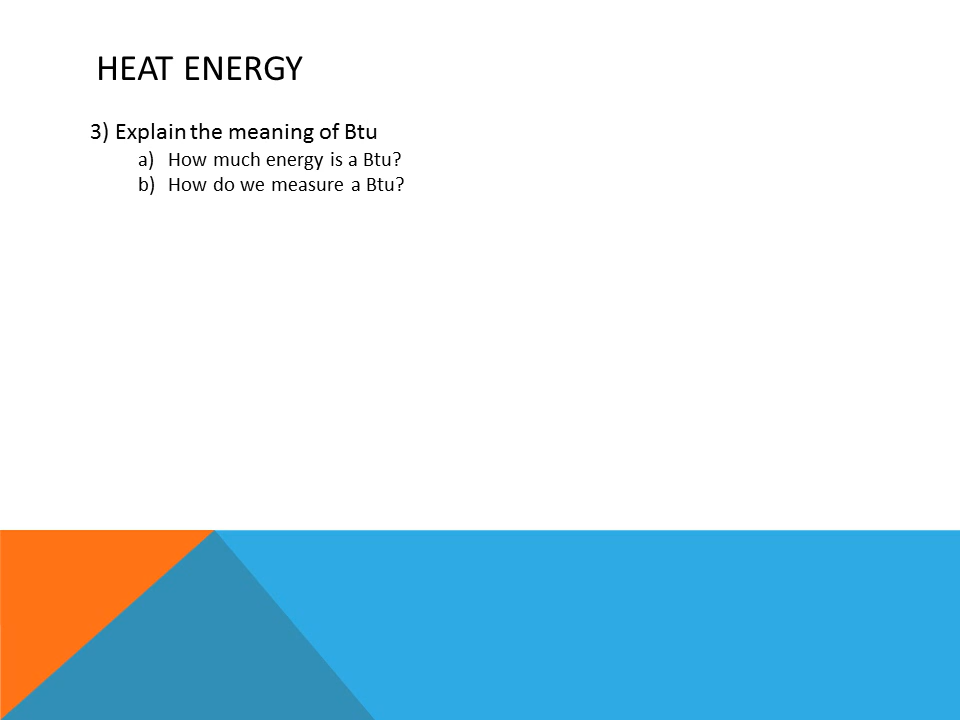 HEAT ENERGY
3) Explain the meaning of Btu
a) How much energy is a Btu?
b) How do we measure a Btu?